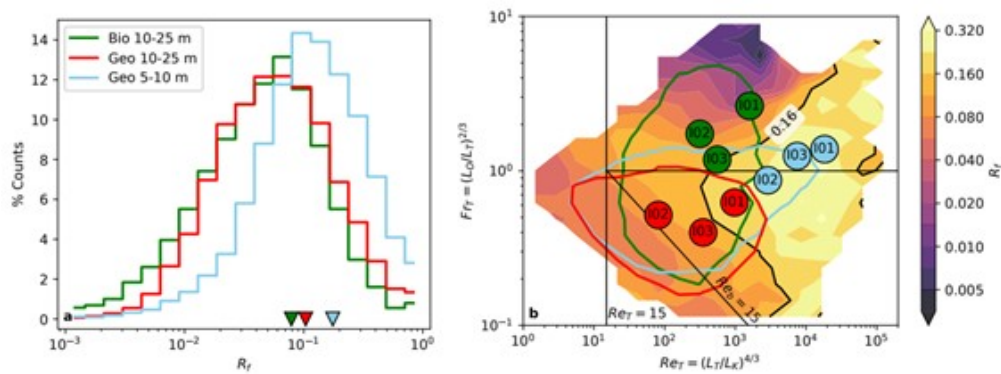 Bio 10-25 m
Geo 10-25 m
Geo 5-10 m
14
12
10
8
6
4
2
0
% Counts
a
10⁻³
10⁻²
10⁻¹
10⁰
R_f
10¹
10⁰
10⁻¹
Fr_T = (L_O/L_T)^2/3
I01
I02
I03
0.16
I03
I01
I02
I01
I02
I03
Re_b = 15
b
Re_T = 15
10⁰
10¹
10²
10³
10⁴
10⁵
Re_T = (L_T/L_K)^4/3
0.320
0.160
0.080
0.040
0.020
0.010
0.005
R_f